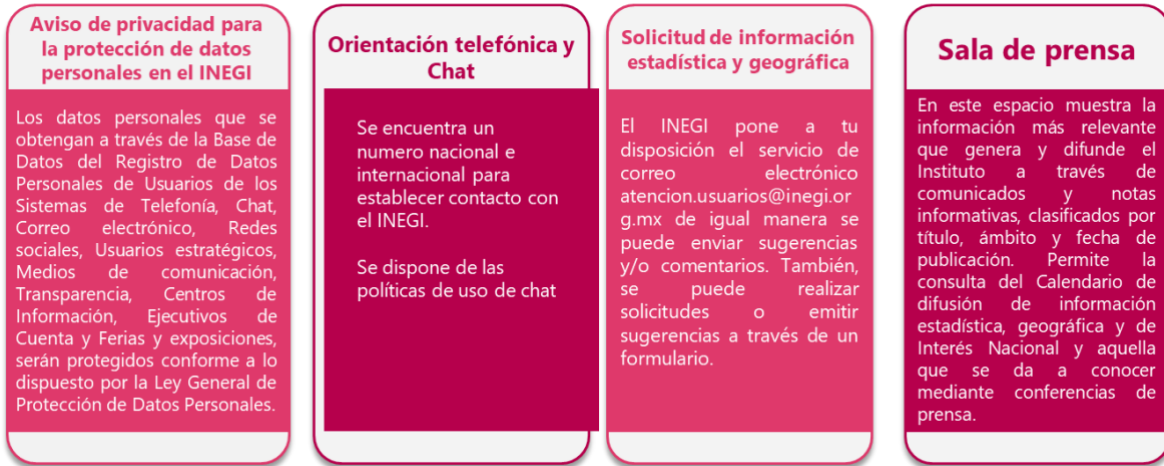 Aviso de privacidad para
la protección de datos
personales en el INEGI
Los datos personales que se
obtengan a través de la Base de
Datos del Registro de Datos
Personales de Usuarios de los
Sistemas de Telefonía, Chat,
Correo electrónico, Redes
sociales, Usuarios estratégicos,
Medios de comunicación,
Transparencia, Centros de
Información, Ejecutivos de
Cuenta y Ferias y exposiciones,
serán protegidos conforme a lo
dispuesto por la Ley General de
Protección de Datos Personales.
Orientación telefónica y
Chat
Se encuentra un
numero nacional e
internacional para
establecer contacto con
el INEGI.
Se dispone de las
políticas de uso de chat
Solicitud de información
estadística y geográfica
El INEGI pone a tu
disposición el servicio de
correo electrónico
atencion.usuarios@inegi.or
g.mx de igual manera se
puede enviar sugerencias
y/o comentarios. También,
se puede realizar
solicitudes o emitir
sugerencias a través de un
formulario.
Sala de prensa
En este espacio muestra la
información más relevante
que genera y difunde el
Instituto a través de
comunicados y notas
informativas, clasificados por
título, ámbito y fecha de
publicación. Permite la
consulta del Calendario de
difusión de información
estadística, geográfica y de
Interés Nacional y aquella
que se da a conocer
mediante conferencias de
prensa.